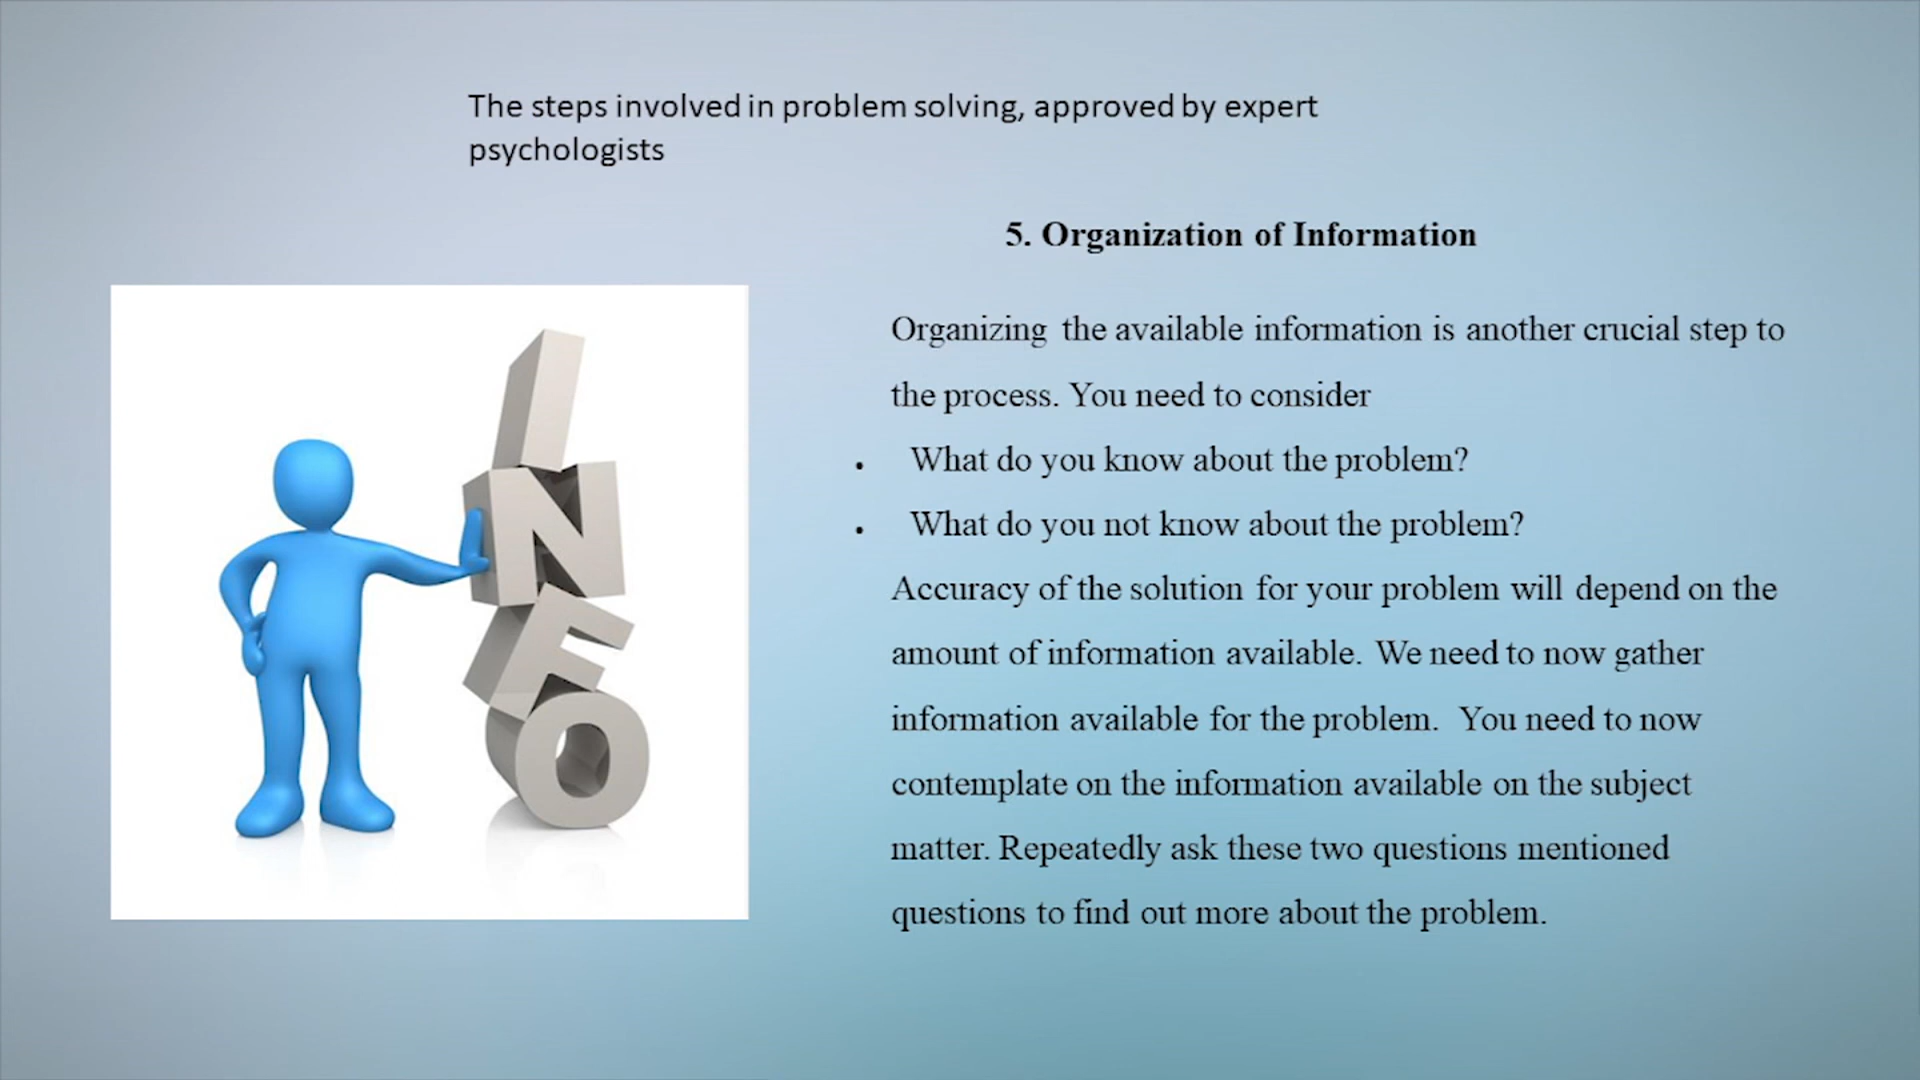 The steps involved in problem solving, approved by expert
psychologists
5. Organization of Information
INFO
Organizing the available information is another crucial step to
the process. You need to consider
• What do you know about the problem?
• What do you not know about the problem?
Accuracy of the solution for your problem will depend on the
amount of information available. We need to now gather
information available for the problem. You need to now
contemplate on the information available on the subject
matter. Repeatedly ask these two questions mentioned
questions to find out more about the problem.